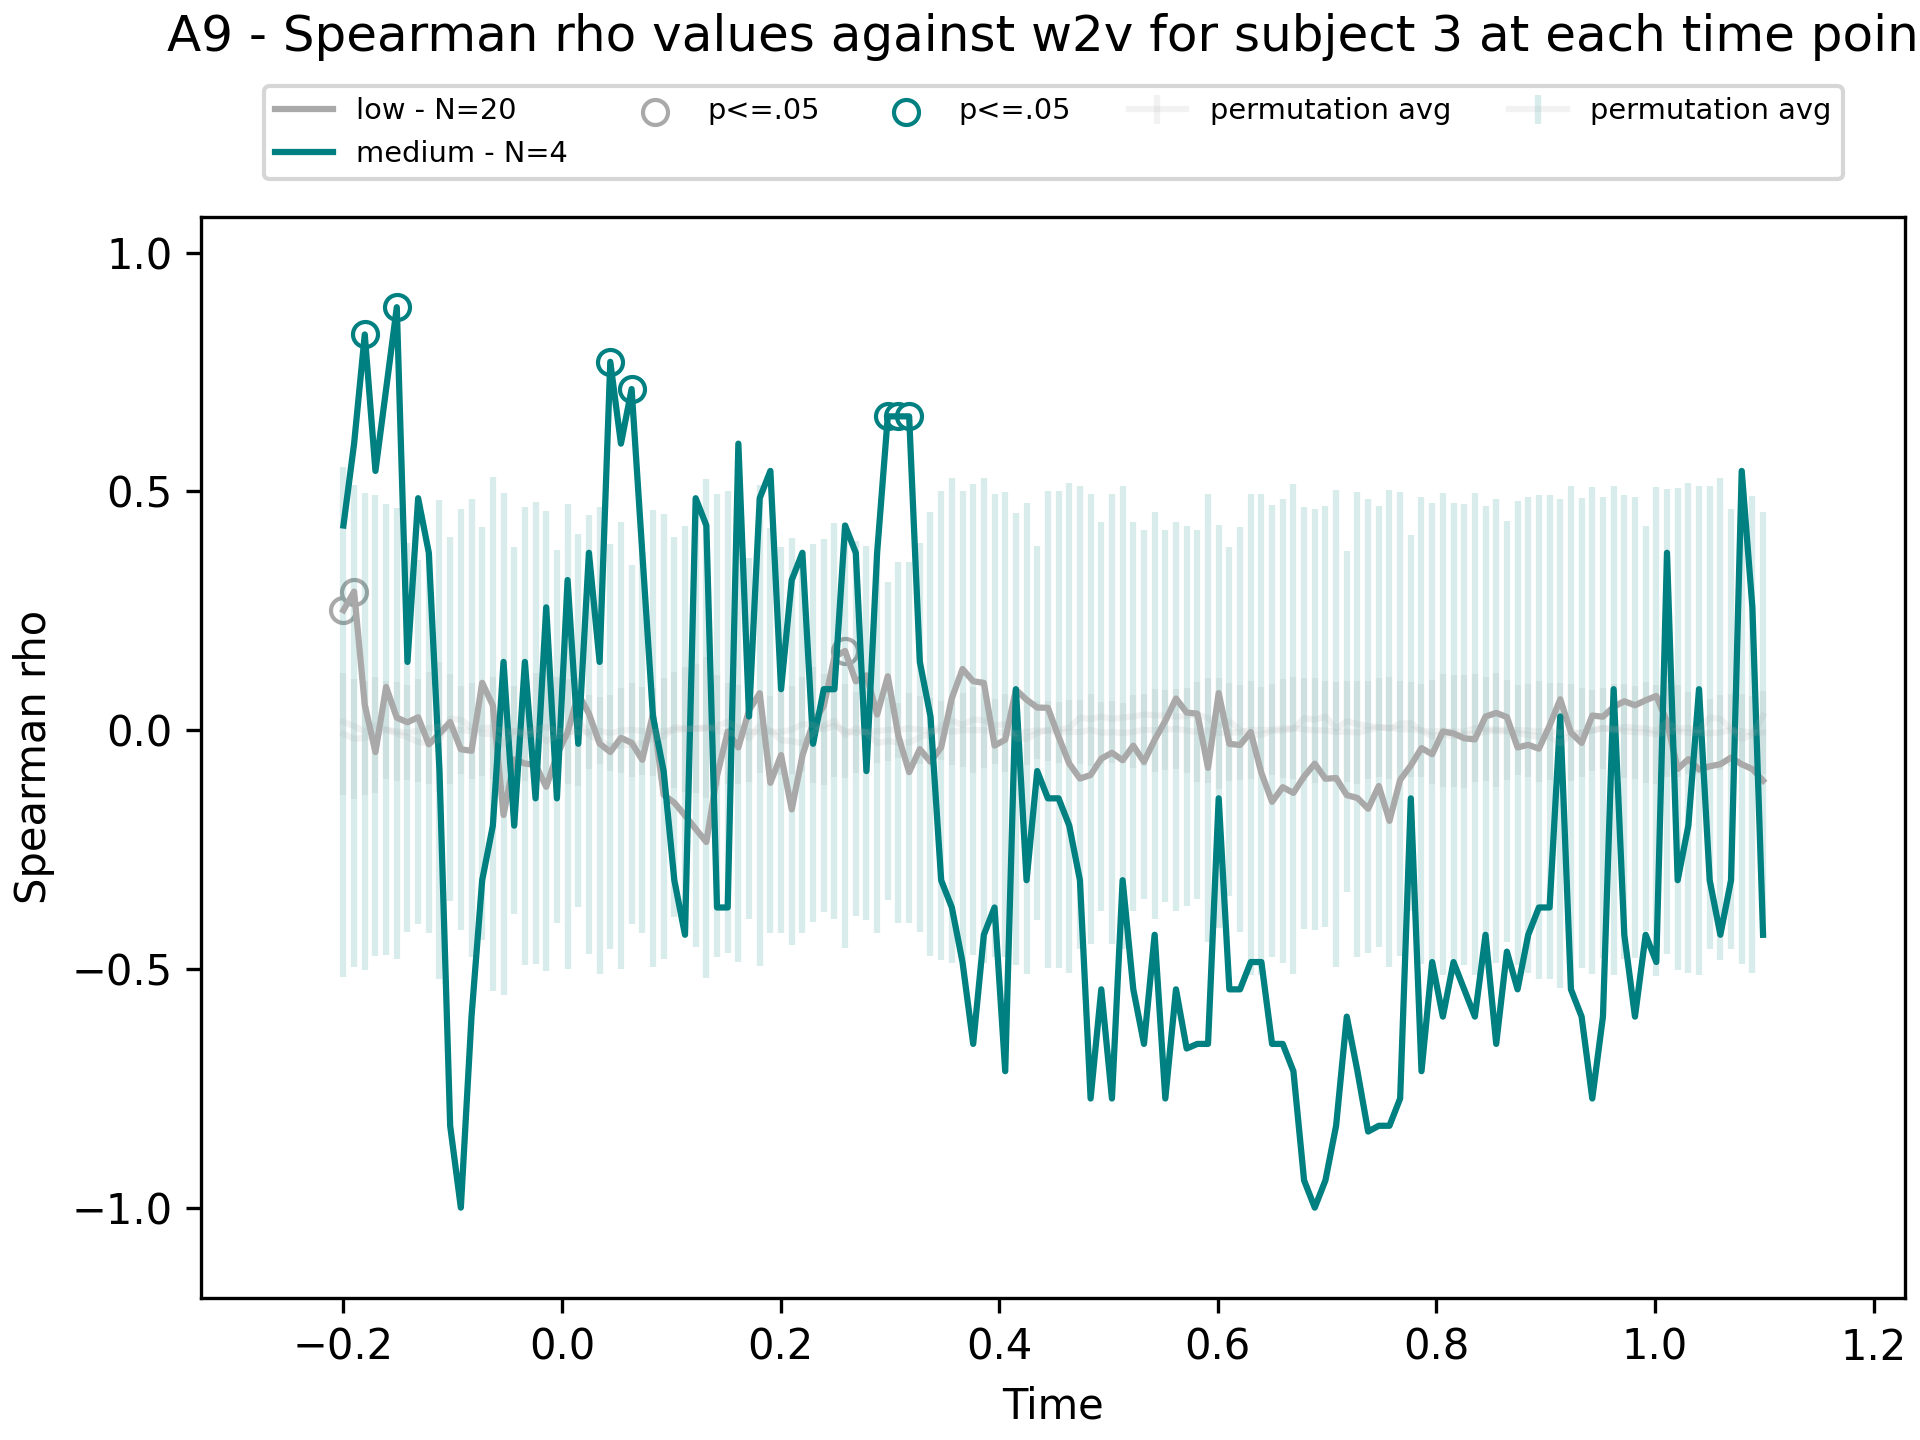 A9 - Spearman rho values against w2v for subject 3 at each time poin
low - N=20
medium - N=4
p<=.05
p<=.05
permutation avg
permutation avg
1.0
0.5
0.0
−0.5
−1.0
Spearman rho
−0.2 0.0 0.2 0.4 0.6 0.8 1.0 1.2
Time